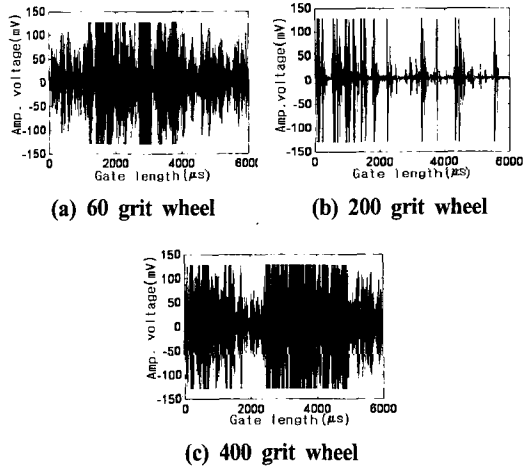 150
100
50
0
-50
-100
-150
Amp. voltage(mV)
0 2000 4000 6000
Gate length(μs)
(a) 60 grit wheel
150
100
50
0
-50
-100
-150
Amp. voltage(mV)
0 2000 4000 6000
Gate length(μs)
(b) 200 grit wheel
150
100
50
0
-50
-100
-150
Amp. voltage(mV)
0 2000 4000 6000
Gate length(μs)
(c) 400 grit wheel